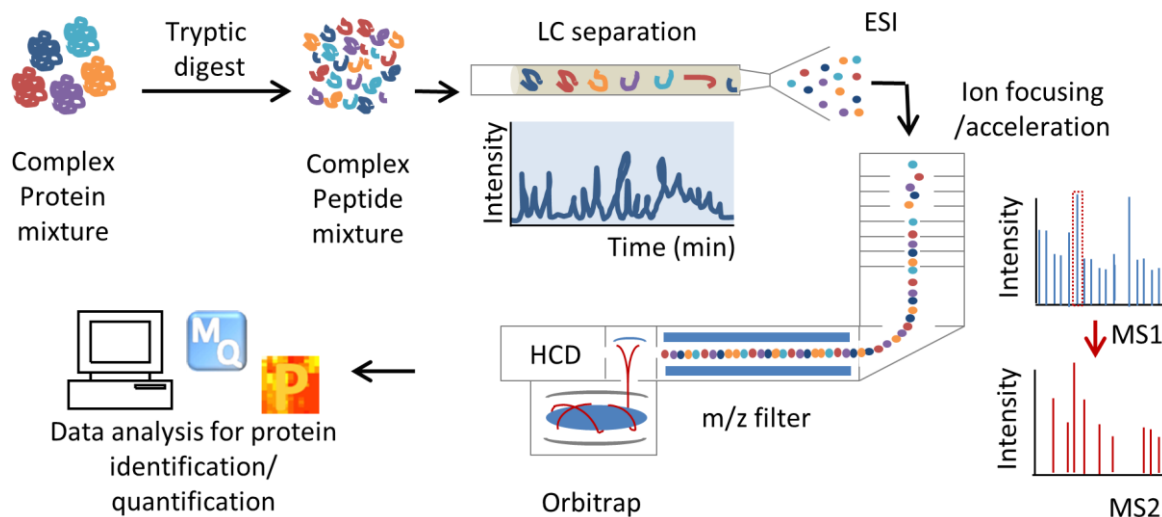 Tryptic
digest
LC separation
ESI
Ion focusing
/acceleration
Complex
Protein
mixture
Complex
Peptide
mixture
Intensity
Time (min)
Intensity
MS1
HCD
m/z filter
Orbitrap
M
Q
P
Data analysis for protein
identification/
quantification
Intensity
MS2